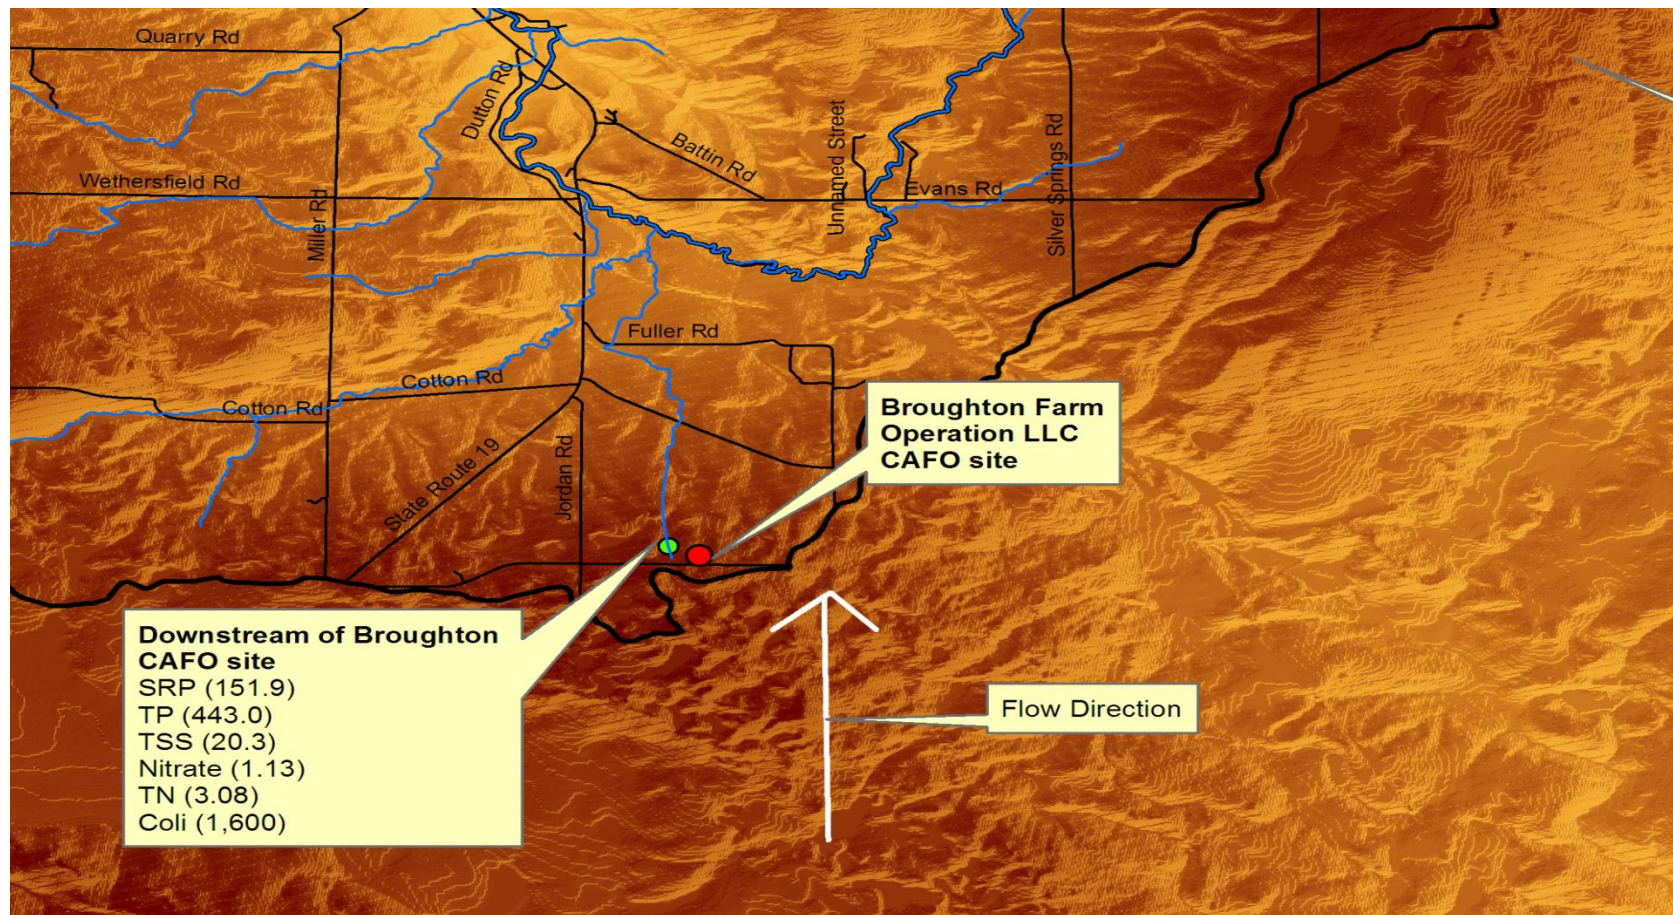 Quarry Rd
Dutton Rd
Battin Rd
Unnamed Street
Silver Springs Rd
Wethersfield Rd
Evans Rd
Miller Rd
Fuller Rd
Cotton Rd
Cotton Rd
State Route 19
Jordan Rd
Broughton Farm
Operation LLC
CAFO site
Downstream of Broughton
CAFO site
SRP (151.9)
TP (443.0)
TSS (20.3)
Nitrate (1.13)
TN (3.08)
Coli (1,600)
Flow Direction